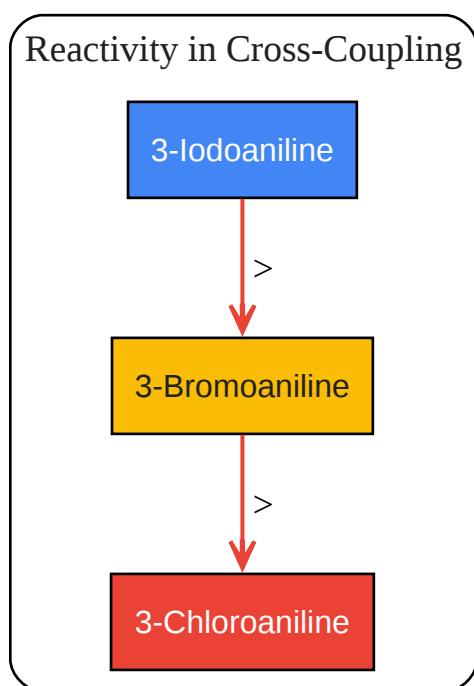 Reactivity in Cross-Coupling
3-Iodoaniline
>
3-Bromoaniline
>
3-Chloroaniline